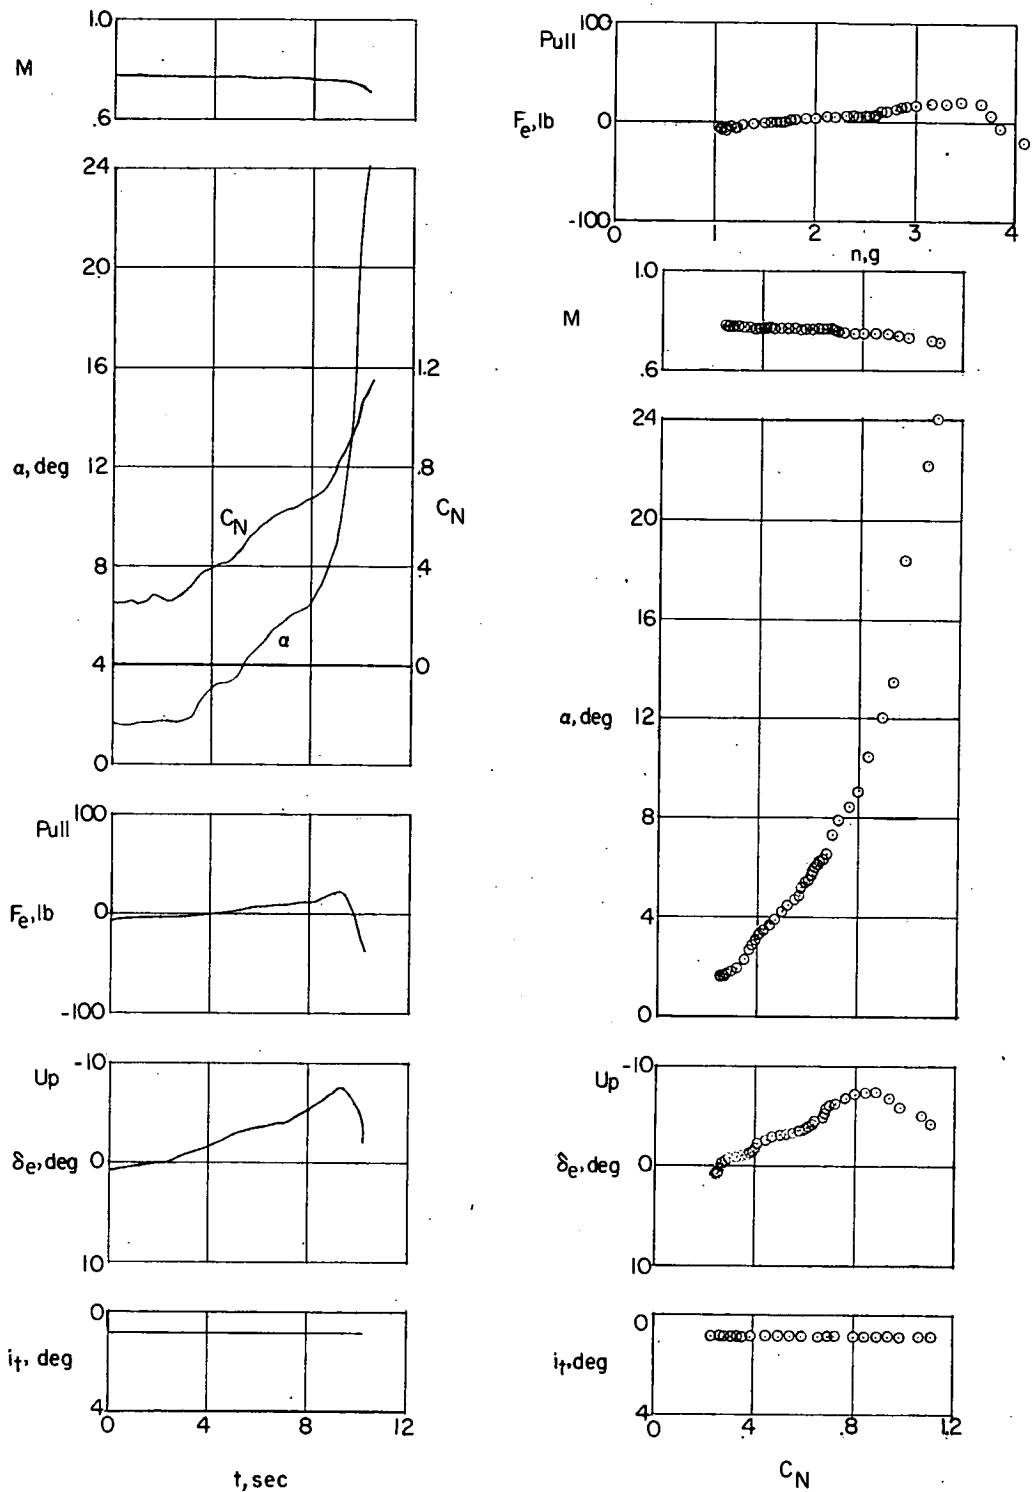 1.0
M
.6
24
20
16
1.2
α, deg
12
.8
C_N
C_N
8
.4
α
4
0
0
Pull
100
F_e, lb
0
-100
-10
Up
δ_e, deg
0
10
0
i_t, deg
4
0
4
8
12
t, sec
100
Pull
F_e, lb
0
-100
0
1
2
3
4
n, g
1.0
M
.6
24
20
16
α, deg
12
8
4
0
-10
Up
δ_e, deg
0
10
0
i_t, deg
4
0
.4
.8
1.2
C_N